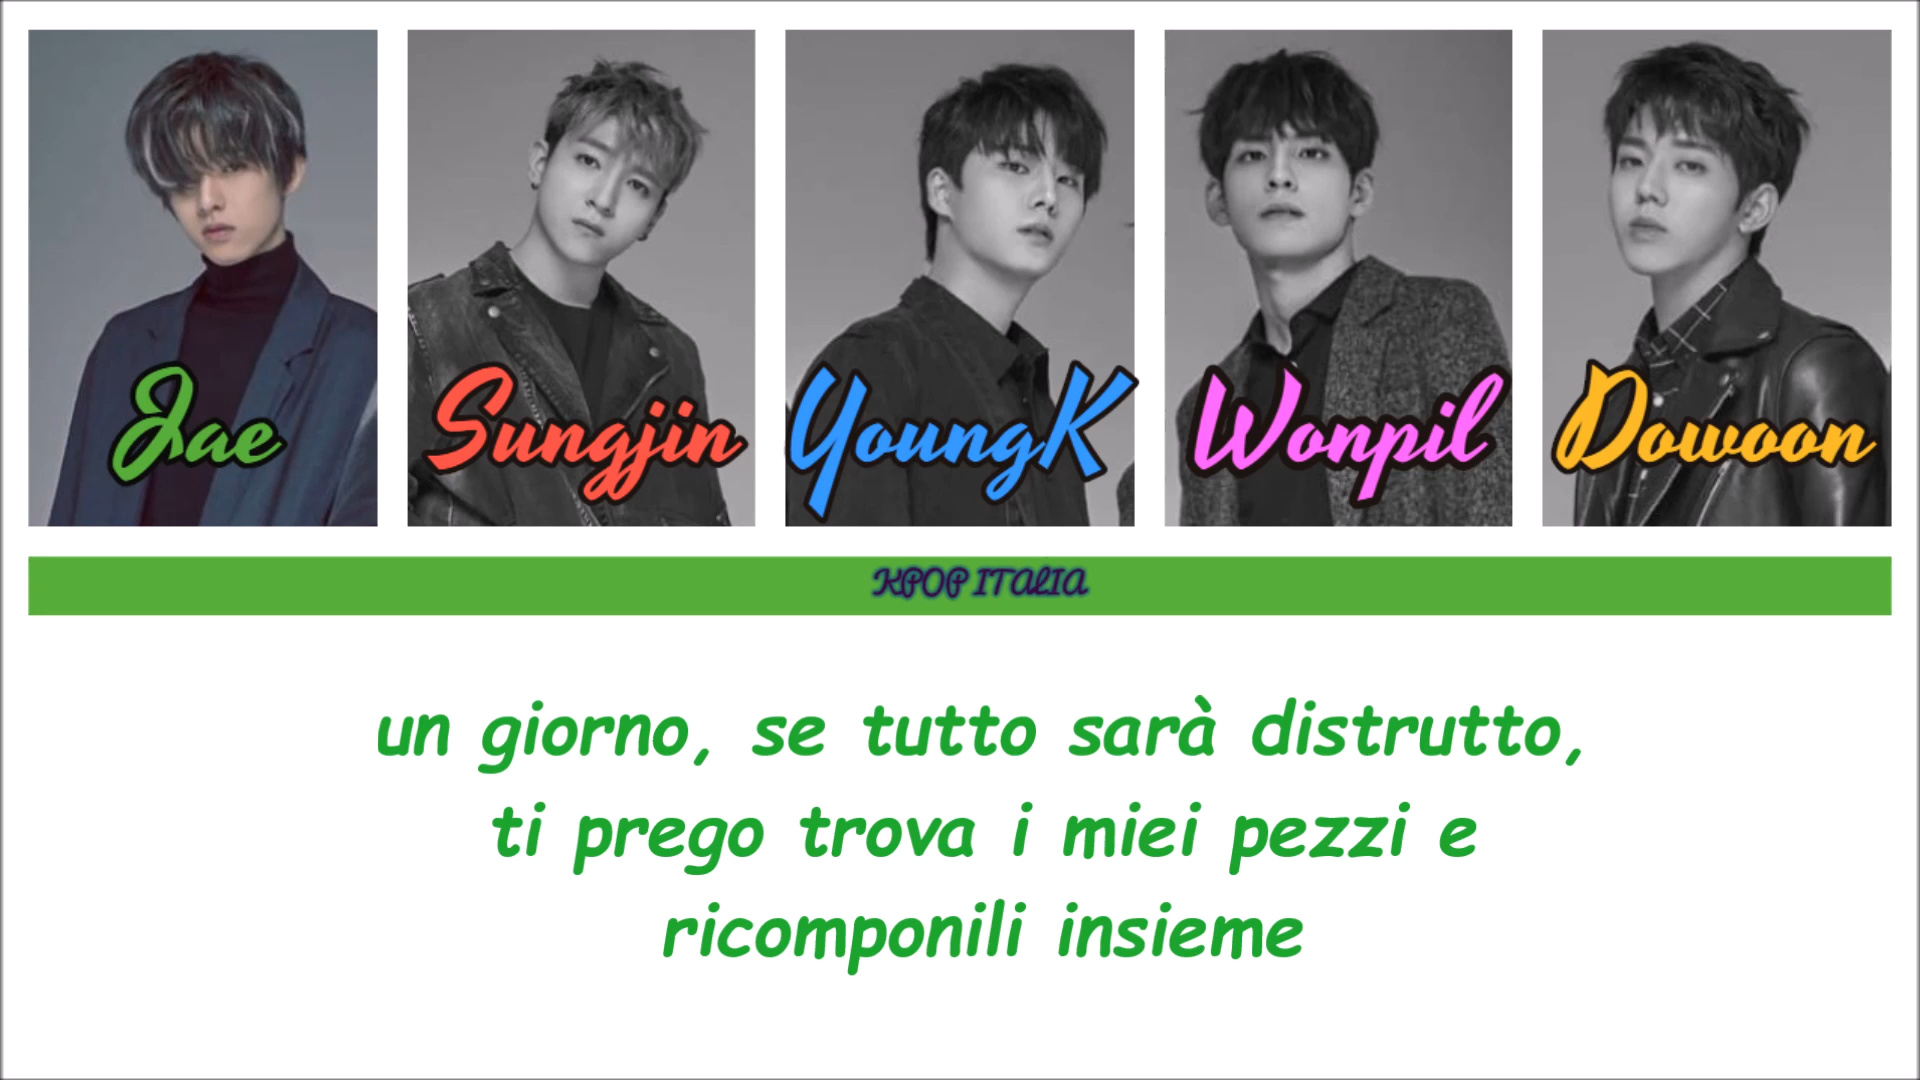 Jae
Sungjin
YoungK
Wonpil
Dowoon
KPOP ITALIA
un giorno, se tutto sarà distrutto,
ti prego trova i miei pezzi e
ricomponili insieme